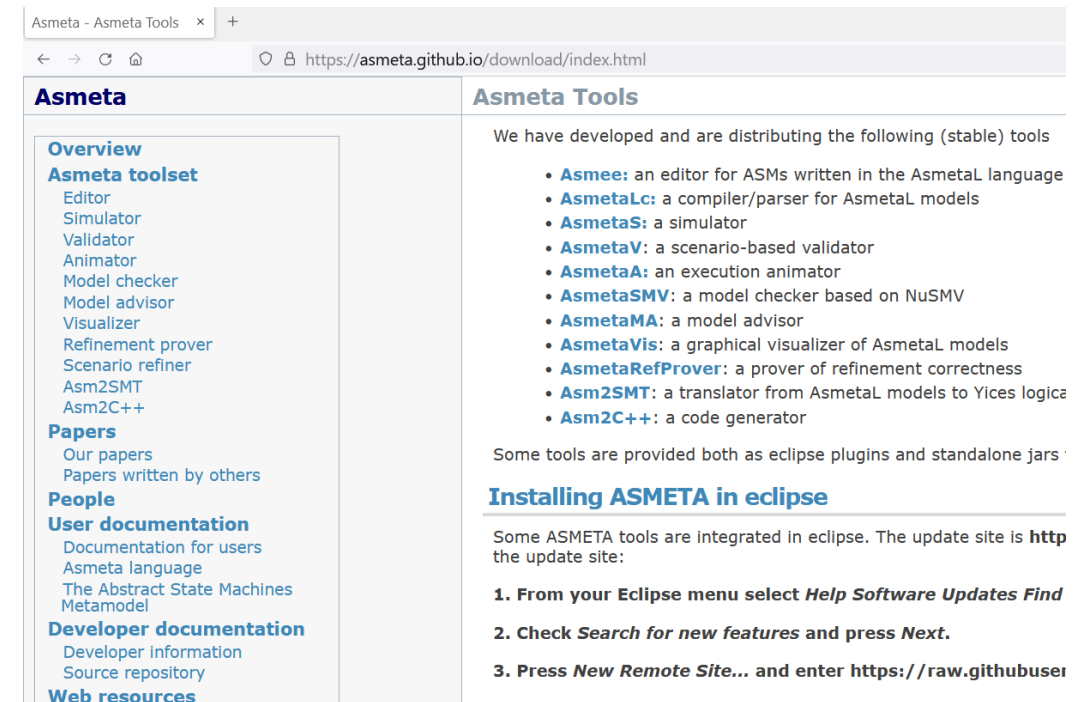 Asmeta - Asmeta Tools × +
https://asmeta.github.io/download/index.html
Asmeta
Overview
Asmeta toolset
Editor
Simulator
Validator
Animator
Model checker
Model advisor
Visualizer
Refinement prover
Scenario refiner
Asm2SMT
Asm2C++
Papers
Our papers
Papers written by others
People
User documentation
Documentation for users
Asmeta language
The Abstract State Machines
Metamodel
Developer documentation
Developer information
Source repository
Web resources
Asmeta Tools
We have developed and are distributing the following (stable) tools
• Asmee: an editor for ASMs written in the AsmetaL language
• AsmetaLc: a compiler/parser for AsmetaL models
• AsmetaS: a simulator
• AsmetaV: a scenario-based validator
• AsmetaA: an execution animator
• AsmetaSMV: a model checker based on NuSMV
• AsmetaMA: a model advisor
• AsmetaVis: a graphical visualizer of AsmetaL models
• AsmetaRefProver: a prover of refinement correctness
• Asm2SMT: a translator from AsmetaL models to Yices logica
• Asm2C++: a code generator
Some tools are provided both as eclipse plugins and standalone jars
Installing ASMETA in eclipse
Some ASMETA tools are integrated in eclipse. The update site is http
the update site:
1. From your Eclipse menu select Help Software Updates Find
2. Check Search for new features and press Next.
3. Press New Remote Site... and enter https://raw.githubuser